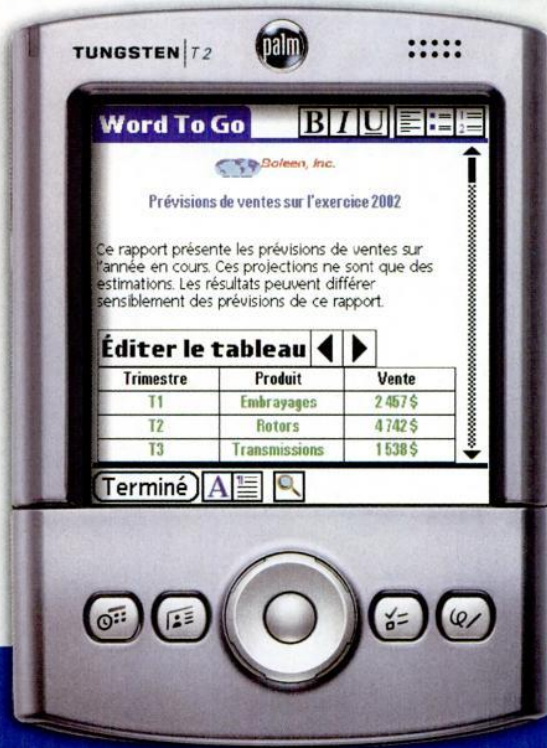 TUNGSTEN | T2
palm
Word To Go B I U
Boleen, Inc.
Prévisions de ventes sur l'exercice 2002
Ce rapport présente les prévisions de ventes sur
l'année en cours. Ces projections ne sont que des
estimations. Les résultats peuvent différer
sensiblement des prévisions de ce rapport.
Éditer le tableau
Trimestre Produit Vente
T1 Embrayages 2 457 $
T2 Rotors 4 742 $
T3 Transmissions 1 538 $
Terminé A